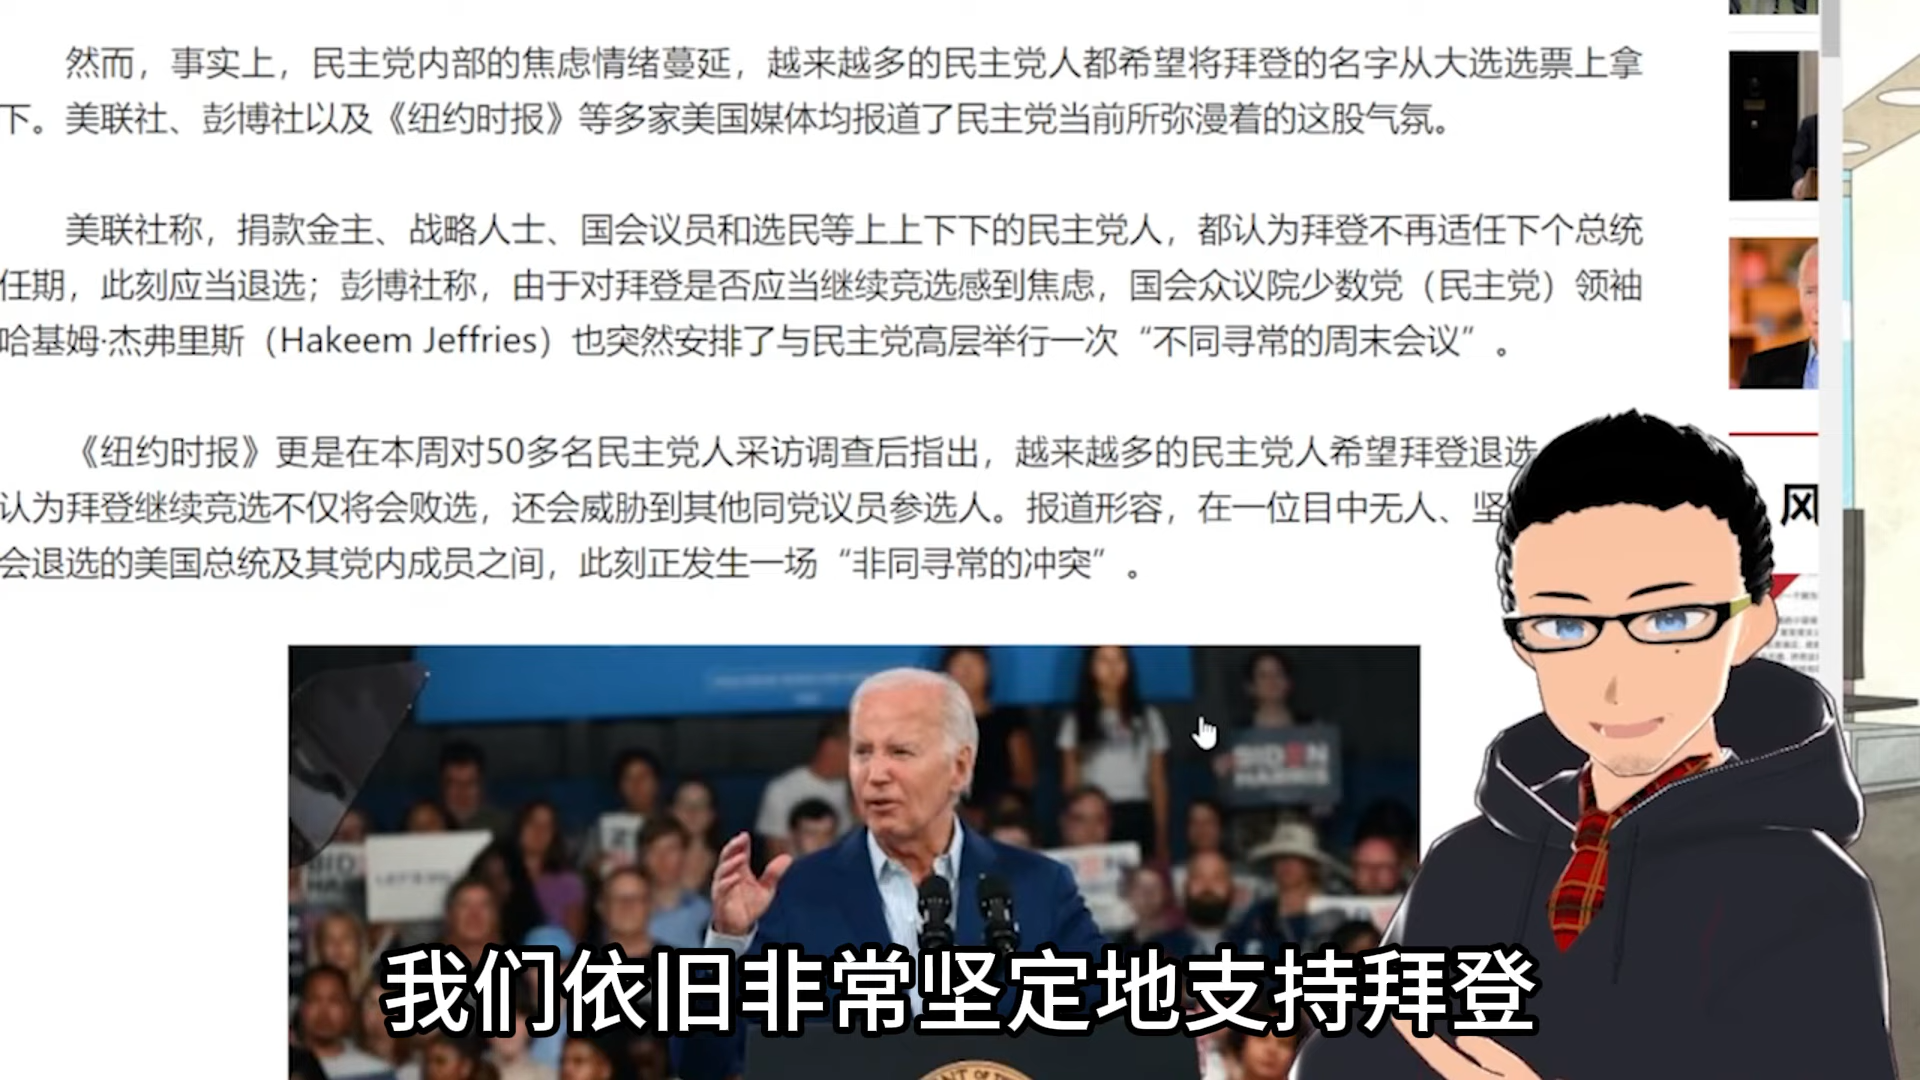 然而，事实上，民主党内部的焦虑情绪蔓延，越来越多的民主党人都希望将拜登的名字从大选选票上拿
下。美联社、彭博社以及《纽约时报》等多家美国媒体均报道了民主党当前所弥漫着的这股气氛。
美联社称，捐款金主、战略人士、国会议员和选民等上上下下的民主党人，都认为拜登不再适任下个总统
任期，此刻应当退选；彭博社称，由于对拜登是否应当继续竞选感到焦虑，国会众议院少数党（民主党）领袖
哈基姆·杰弗里斯（Hakeem Jeffries）也突然安排了与民主党高层举行一次“不同寻常的周末会议”。
《纽约时报》更是在本周对50多名民主党人采访调查后指出，越来越多的民主党人希望拜登退选
认为拜登继续竞选不仅将会败选，还会威胁到其他同党议员参选人。报道形容，在一位目中无人、坚
会退选的美国总统及其党内成员之间，此刻正发生一场“非同寻常的冲突”。
风
BIDEN
HARRIS
我们依旧非常坚定地支持拜登